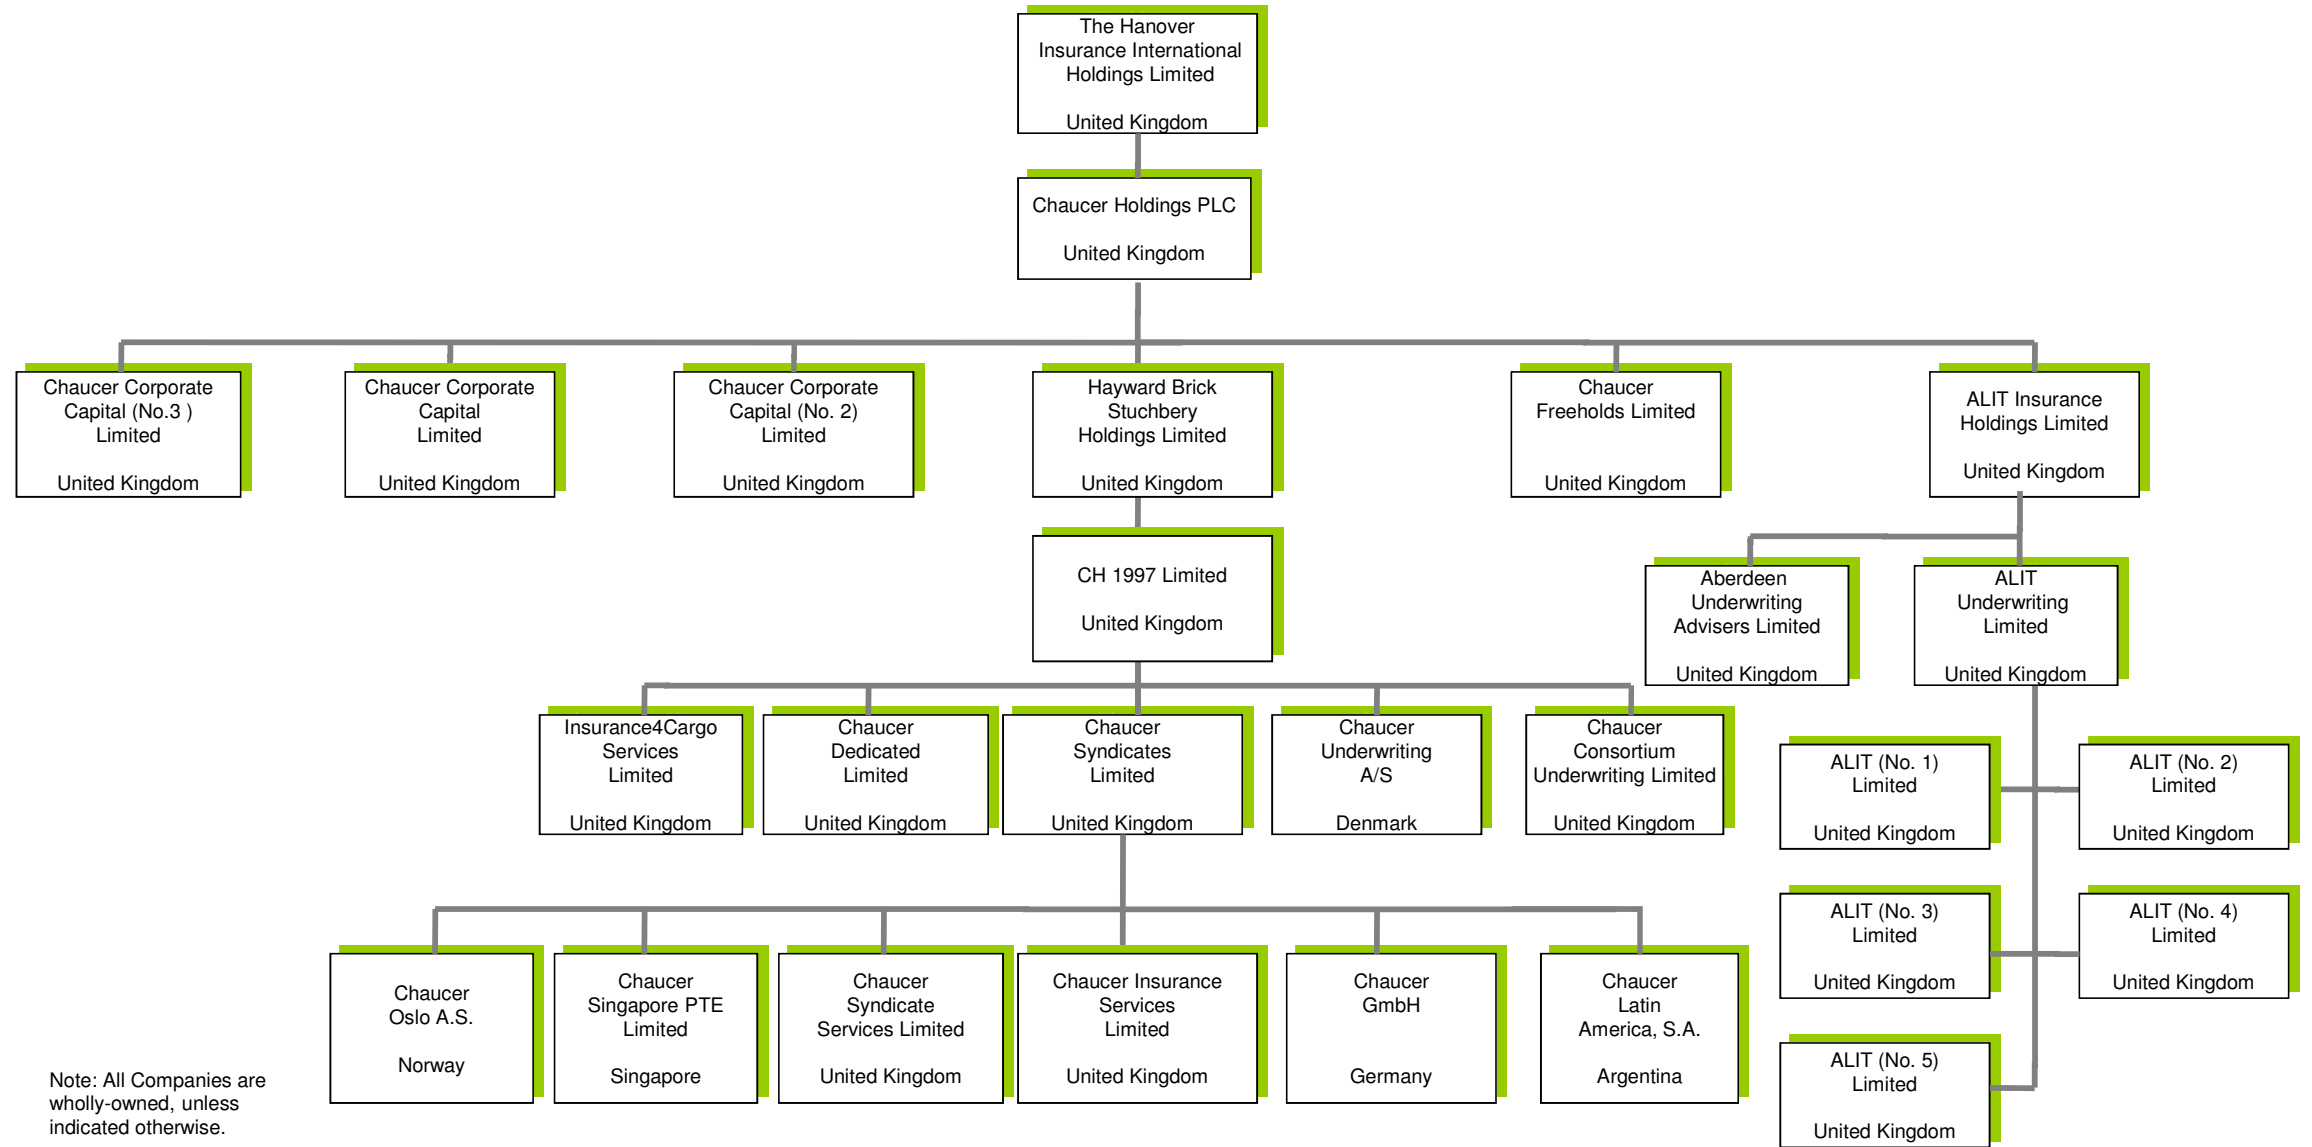 The Hanover
Insurance International
Holdings Limited
United Kingdom
Chaucer Holdings PLC
United Kingdom
Chaucer Corporate
Capital (No.3 )
Limited
United Kingdom
Chaucer Corporate
Capital
Limited
United Kingdom
Chaucer Corporate
Capital (No. 2)
Limited
United Kingdom
Hayward Brick
Stuchbery
Holdings Limited
United Kingdom
Chaucer
Freeholds Limited
United Kingdom
ALIT Insurance
Holdings Limited
United Kingdom
CH 1997 Limited
United Kingdom
Aberdeen
Underwriting
Advisers Limited
United Kingdom
ALIT
Underwriting
Limited
United Kingdom
Insurance4Cargo
Services
Limited
United Kingdom
Chaucer
Dedicated
Limited
United Kingdom
Chaucer
Syndicates
Limited
United Kingdom
Chaucer
Underwriting
A/S
Denmark
Chaucer
Consortium
Underwriting Limited
United Kingdom
ALIT (No. 1)
Limited
United Kingdom
ALIT (No. 2)
Limited
United Kingdom
ALIT (No. 3)
Limited
United Kingdom
ALIT (No. 4)
Limited
United Kingdom
Chaucer
Oslo A.S.
Norway
Chaucer
Singapore PTE
Limited
Singapore
Chaucer
Syndicate
Services Limited
United Kingdom
Chaucer Insurance
Services
Limited
United Kingdom
Chaucer
GmbH
Germany
Chaucer
Latin
America, S.A.
Argentina
ALIT (No. 5)
Limited
United Kingdom
Note: All Companies are
wholly-owned, unless
indicated otherwise.